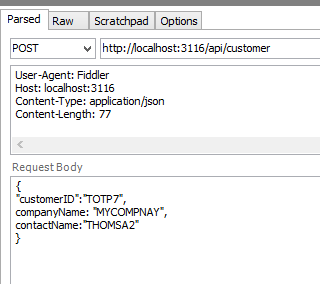 Parsed Raw Scratchpad Options
POST http://localhost:3116/api/customer
User-Agent: Fiddler
Host: localhost:3116
Content-Type: application/json
Content-Length: 77
Request Body
{
"customerID":"TOTP7",
companyName: "MYCOMPNAY",
contactName:"THOMSA2"
}